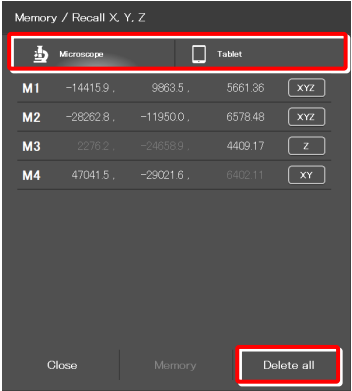 Memory / Recall X, Y, Z
Microscope Tablet
M1 -14415.9 , 9863.5 , 5661.36 XYZ
M2 -28262.8 , -11950.0 , 6578.48 XYZ
M3 2276.2 , -24658.9 , 4409.17 Z
M4 47041.5 , -29021.6 , 6402.11 XY
Close Memory Delete all